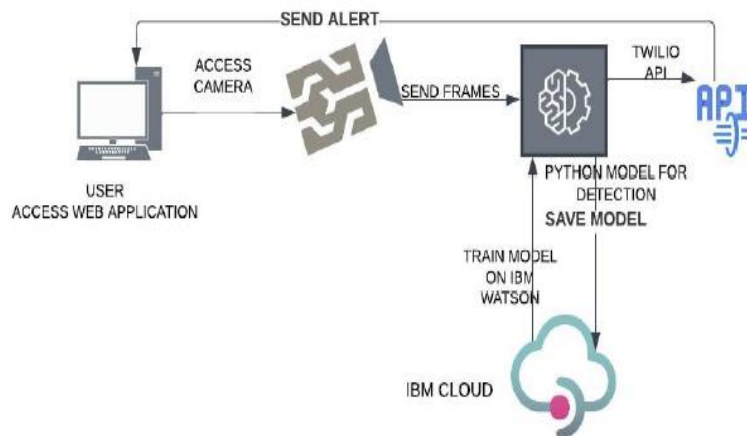 SEND ALERT
ACCESS
CAMERA
SEND FRAMES
TWILIO
API
API
USER
ACCESS WEB APPLICATION
PYTHON MODEL FOR
DETECTION
SAVE MODEL
TRAIN MODEL
ON IBM
WATSON
IBM CLOUD